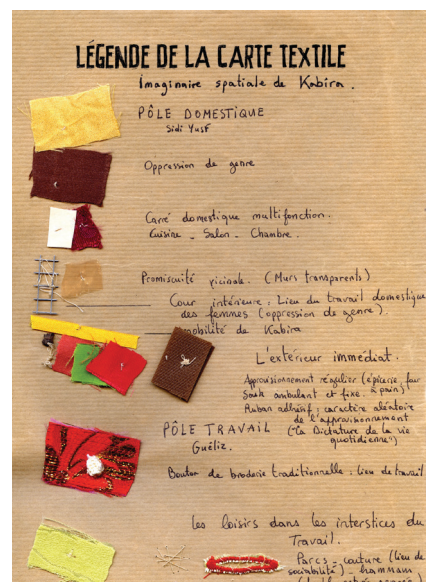 LÉGENDE DE LA CARTE TEXTILE
Imaginaire spatiale de Kabira.
PÔLE DOMESTIQUE
Sidi Yusf
Oppression de genre
Carré domestique multifonction.
Cuisine - Salon - Chambre.
Promiscuité vicinale. (Murs transparents)
Cour intérieure : Lieu du travail domestique
des femmes (oppression de genre).
mobilité de Kabira
L'extérieur immédiat.
Approvisionnement régulier (épicerie, four
Souk ambulant et fixe. à pain)
Ruban adhésif : caractère aléatoire
de l'approvisionnement
("la Dictature de la vie
quotidienne")
PÔLE TRAVAIL
Guéliz.
Bouton de broderie traditionnelle : lieu de travail
Les loisirs dans les interstices du
Travail.
Parcs - couture (lieu de
sociabilité) - hammam